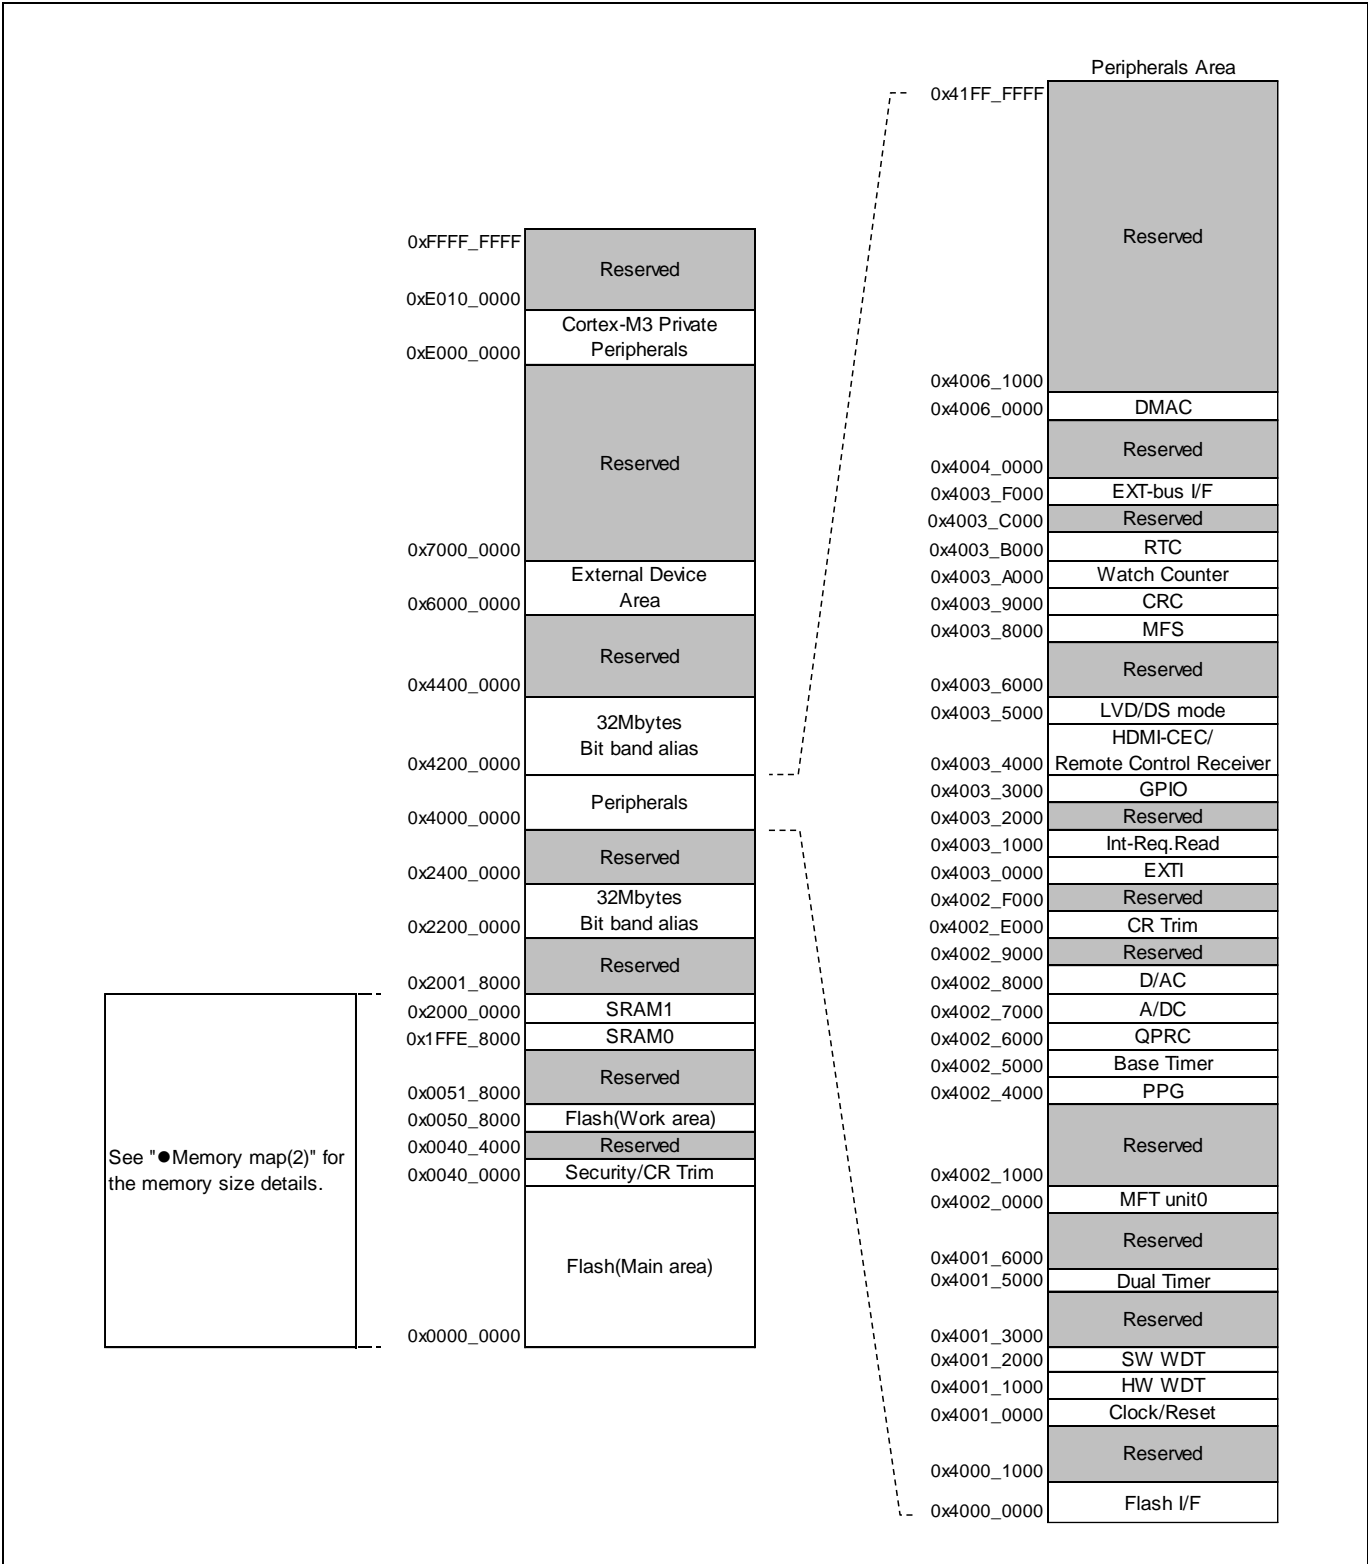 Peripherals Area
0x41FF_FFFF
Reserved
0x4006_1000
0x4006_0000 DMAC
Reserved
0x4004_0000
0x4003_F000 EXT-bus I/F
0x4003_C000 Reserved
0x4003_B000 RTC
0x4003_A000 Watch Counter
0x4003_9000 CRC
0x4003_8000 MFS
Reserved
0x4003_6000
0x4003_5000 LVD/DS mode
HDMI-CEC/
0x4003_4000 Remote Control Receiver
0x4003_3000 GPIO
0x4003_2000 Reserved
0x4003_1000 Int-Req.Read
0x4003_0000 EXTI
0x4002_F000 Reserved
0x4002_E000 CR Trim
0x4002_9000 Reserved
0x4002_8000 D/AC
0x4002_7000 A/DC
0x4002_6000 QPRC
0x4002_5000 Base Timer
0x4002_4000 PPG
Reserved
0x4002_1000
0x4002_0000 MFT unit0
Reserved
0x4001_6000
0x4001_5000 Dual Timer
Reserved
0x4001_3000
0x4001_2000 SW WDT
0x4001_1000 HW WDT
0x4001_0000 Clock/Reset
Reserved
0x4000_1000
0x4000_0000 Flash I/F
0xFFFF_FFFF
Reserved
0xE010_0000
Cortex-M3 Private
0xE000_0000 Peripherals
Reserved
0x7000_0000
External Device
0x6000_0000 Area
Reserved
0x4400_0000
32Mbytes
Bit band alias
0x4200_0000
Peripherals
0x4000_0000
Reserved
0x2400_0000
32Mbytes
0x2200_0000 Bit band alias
Reserved
0x2001_8000
0x2000_0000 SRAM1
0x1FFE_8000 SRAM0
Reserved
0x0051_8000
0x0050_8000 Flash(Work area)
0x0040_4000 Reserved
0x0040_0000 Security/CR Trim
Flash(Main area)
0x0000_0000
See "●Memory map(2)" for
the memory size details.